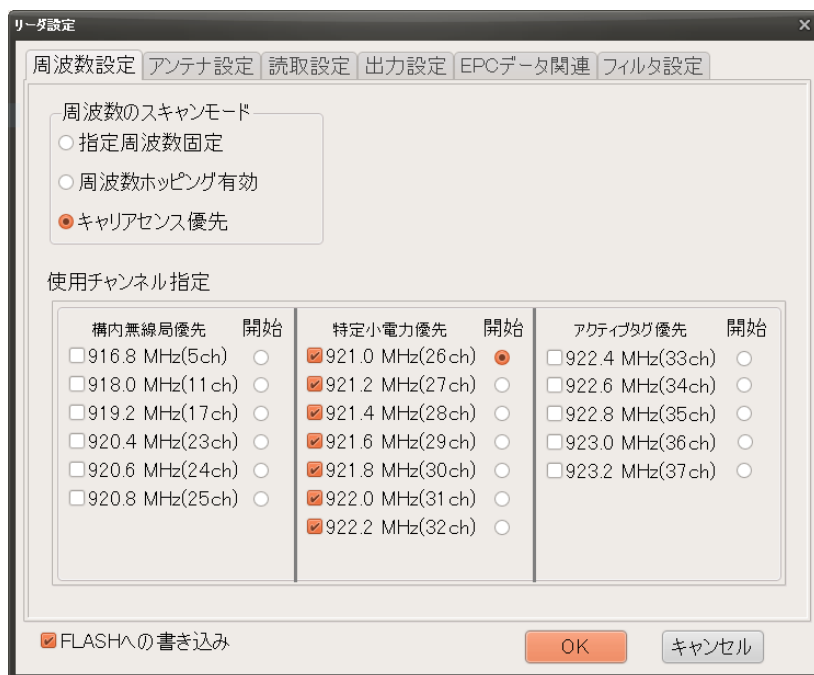 リーダ設定
周波数設定 アンテナ設定 読取設定 出力設定 EPCデータ関連 フィルタ設定
周波数のスキャンモード
指定周波数固定
周波数ホッピング有効
キャリアセンス優先
使用チャンネル指定
構内無線局優先 開始
916.8 MHz(5ch)
918.0 MHz(11ch)
919.2 MHz(17ch)
920.4 MHz(23ch)
920.6 MHz(24ch)
920.8 MHz(25ch)
特定小電力優先 開始
921.0 MHz(26ch)
921.2 MHz(27ch)
921.4 MHz(28ch)
921.6 MHz(29ch)
921.8 MHz(30ch)
922.0 MHz(31ch)
922.2 MHz(32ch)
アクティブタグ優先 開始
922.4 MHz(33ch)
922.6 MHz(34ch)
922.8 MHz(35ch)
923.0 MHz(36ch)
923.2 MHz(37ch)
FLASHへの書き込み
OK キャンセル